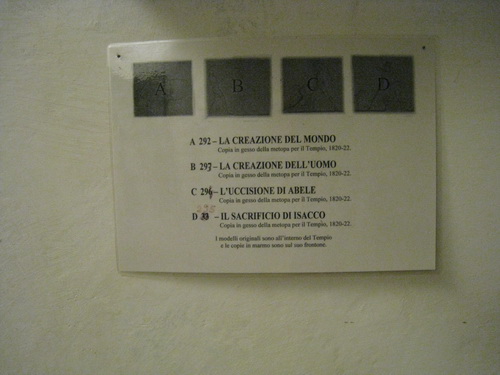 A B C D
A 292 – LA CREAZIONE DEL MONDO
Copia in gesso della metopa per il Tempio, 1820-22.
B 293 – LA CREAZIONE DELL'UOMO
Copia in gesso della metopa per il Tempio, 1820-22.
C 294 – L'UCCISIONE DI ABELE
Copia in gesso della metopa per il Tempio, 1820-22.
295
D – IL SACRIFICIO DI ISACCO
Copia in gesso della metopa per il Tempio, 1820-22.
I modelli originali sono all'interno del Tempio
e le copie in marmo sono sul suo frontone.